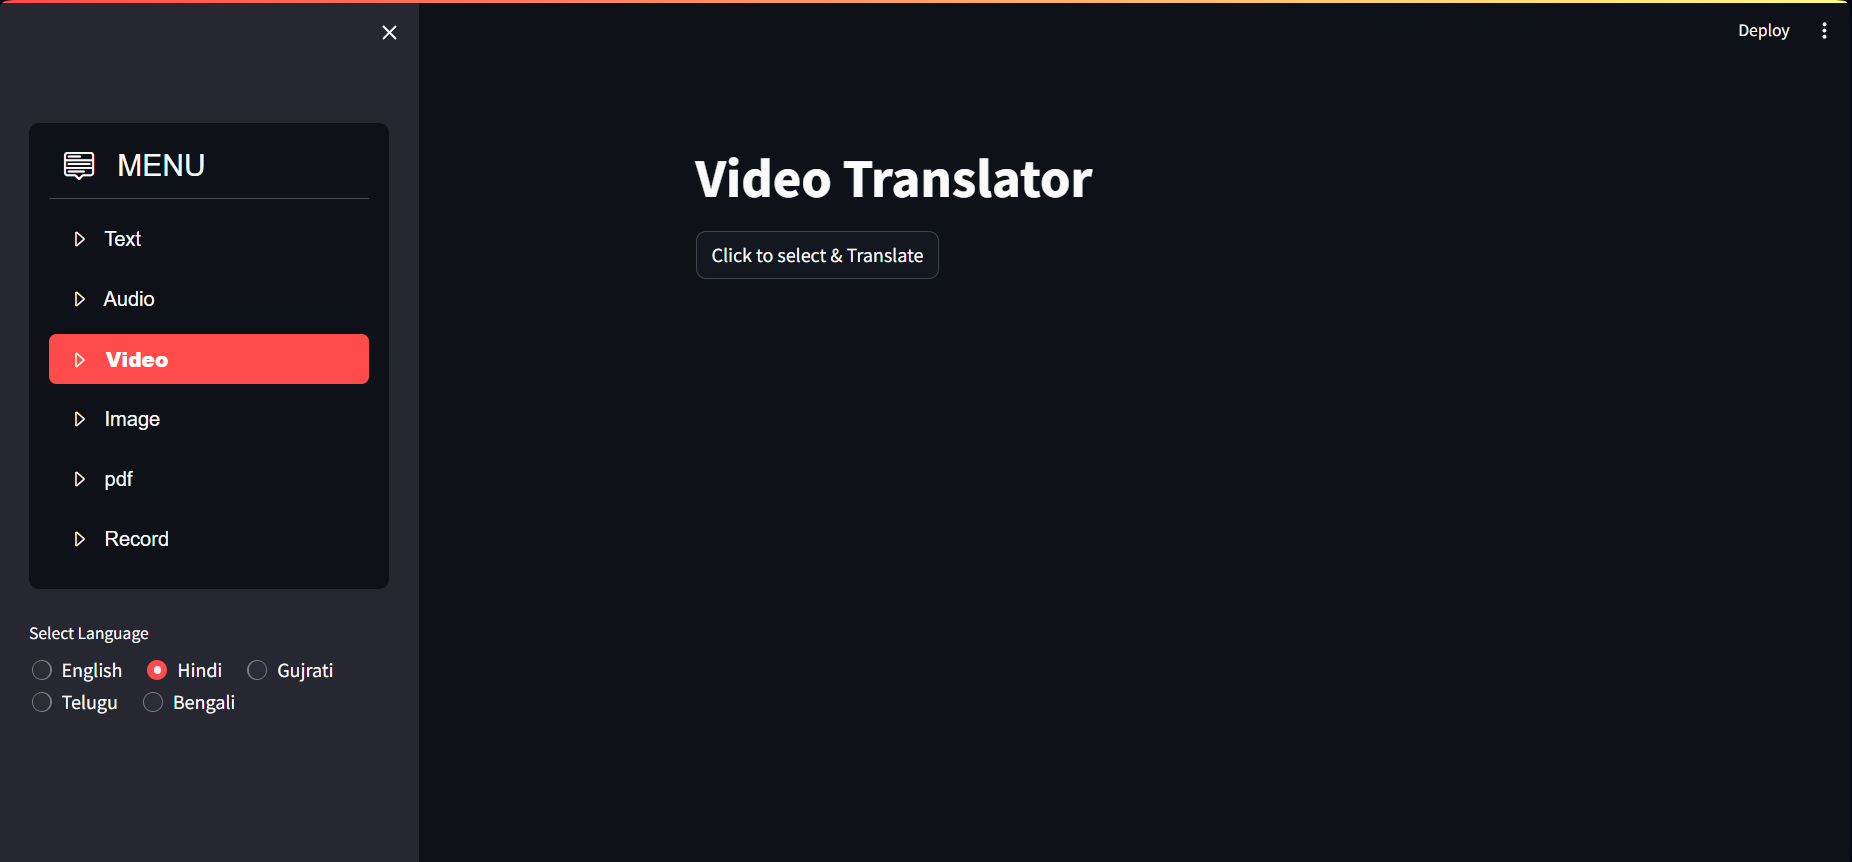 Deploy
MENU
Text
Audio
Video
Image
pdf
Record
Select Language
English Hindi Gujrati
Telugu Bengali
Video Translator
Click to select & Translate